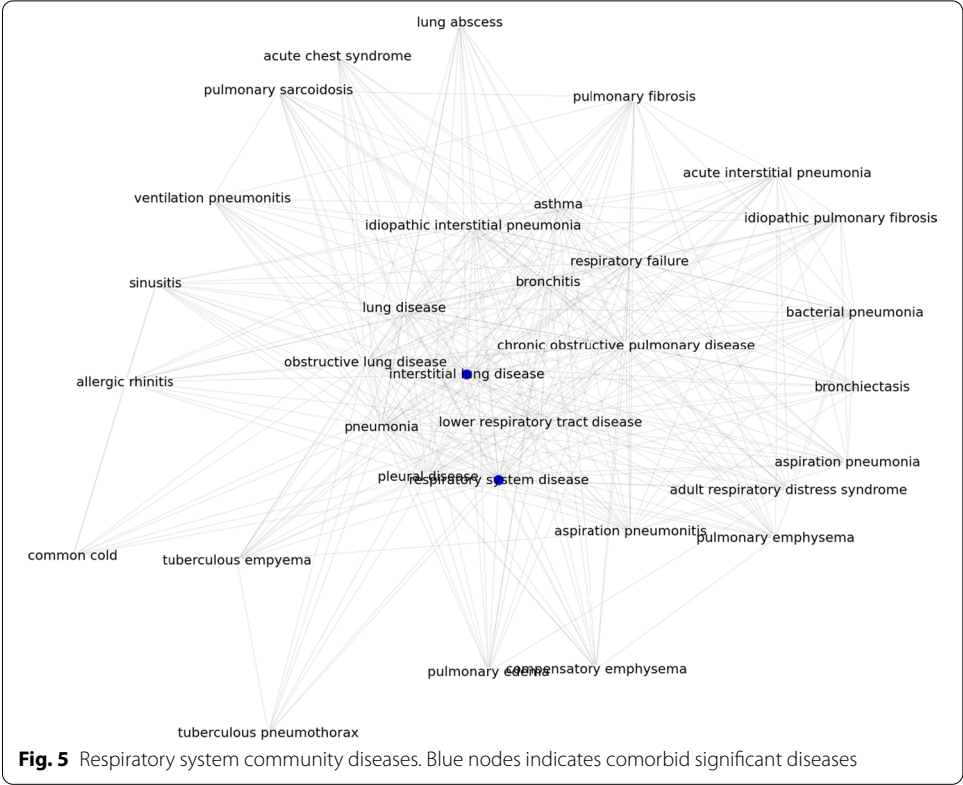 lung abscess
acute chest syndrome
pulmonary sarcoidosis
pulmonary fibrosis
acute interstitial pneumonia
ventilation pneumonitis
asthma
idiopathic pulmonary fibrosis
idiopathic interstitial pneumonia
respiratory failure
bronchitis
sinusitis
lung disease
bacterial pneumonia
chronic obstructive pulmonary disease
obstructive lung disease
interstitial lung disease
allergic rhinitis
bronchiectasis
lower respiratory tract disease
pneumonia
aspiration pneumonia
pleural disease
respiratory system disease
adult respiratory distress syndrome
aspiration pneumonitis
pulmonary emphysema
common cold
tuberculous empyema
pulmonary edema
compensatory emphysema
tuberculous pneumothorax
Fig. 5 Respiratory system community diseases. Blue nodes indicates comorbid significant diseases